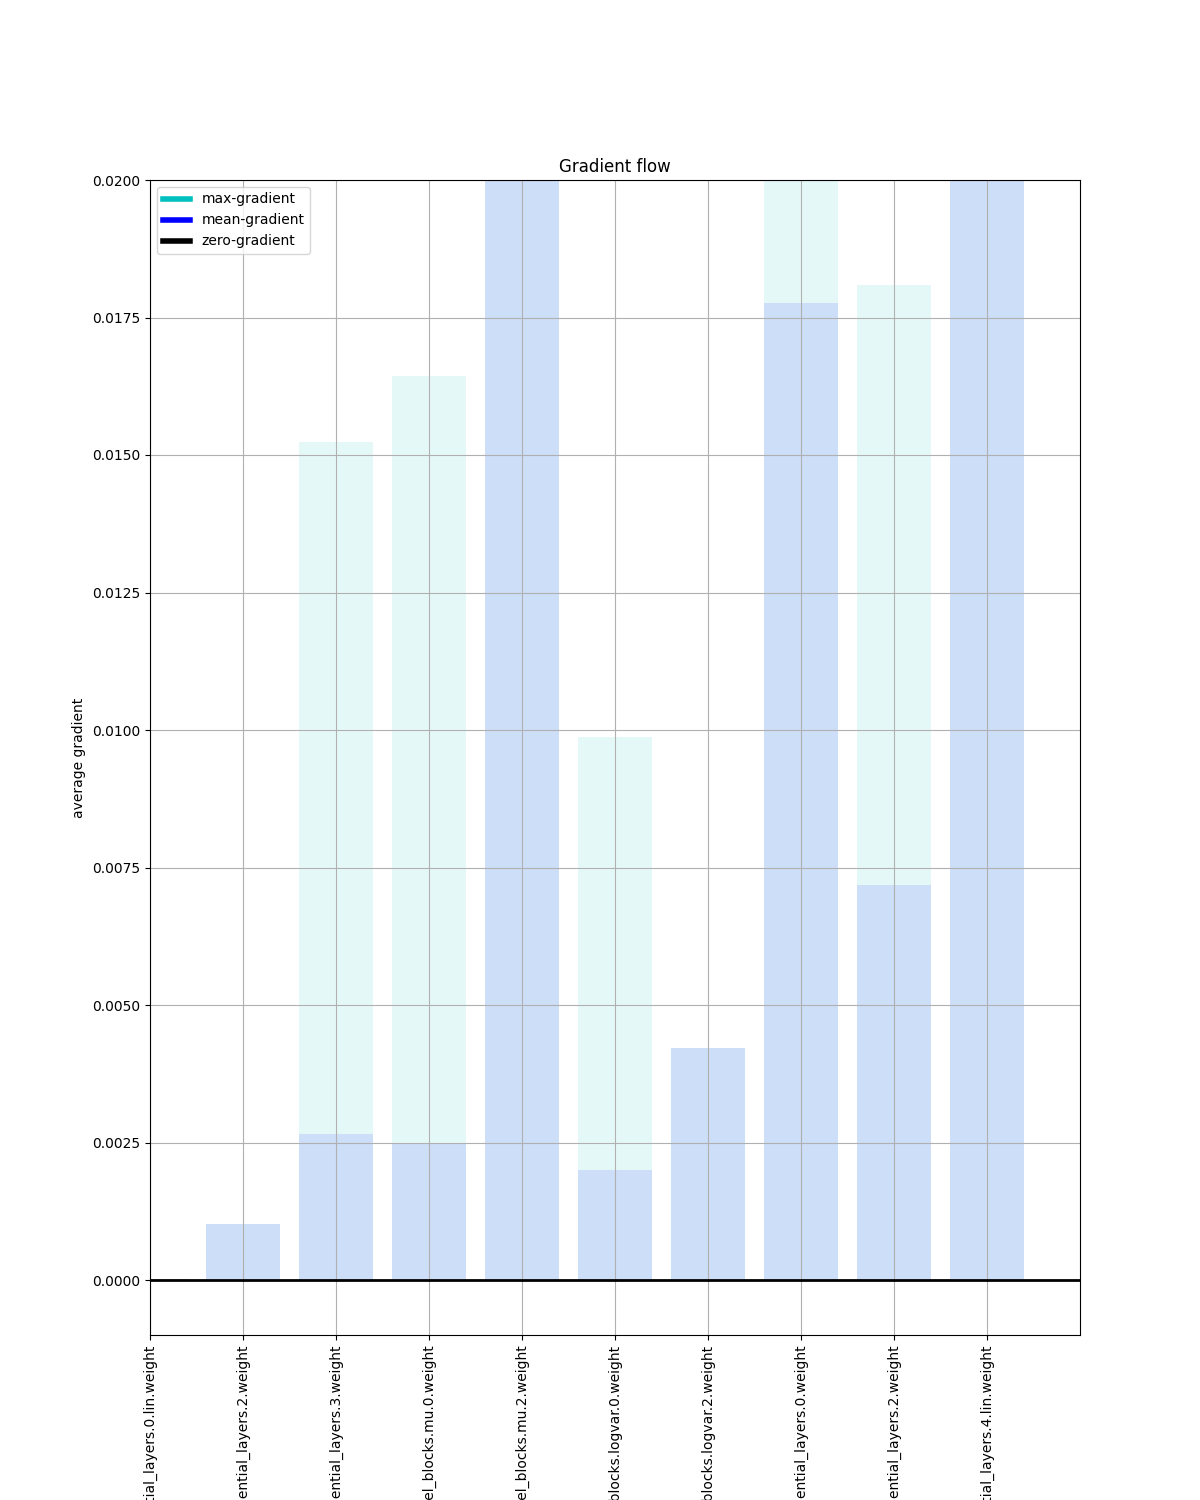 Gradient flow
max-gradient
mean-gradient
zero-gradient
0.0200
0.0175
0.0150
0.0125
0.0100
0.0075
0.0050
0.0025
0.0000
average gradient
tial_layers.0.lin.weight
ential_layers.2.weight
ential_layers.3.weight
el_blocks.mu.0.weight
el_blocks.mu.2.weight
blocks.logvar.0.weight
blocks.logvar.2.weight
ential_layers.0.weight
ential_layers.2.weight
tial_layers.4.lin.weight